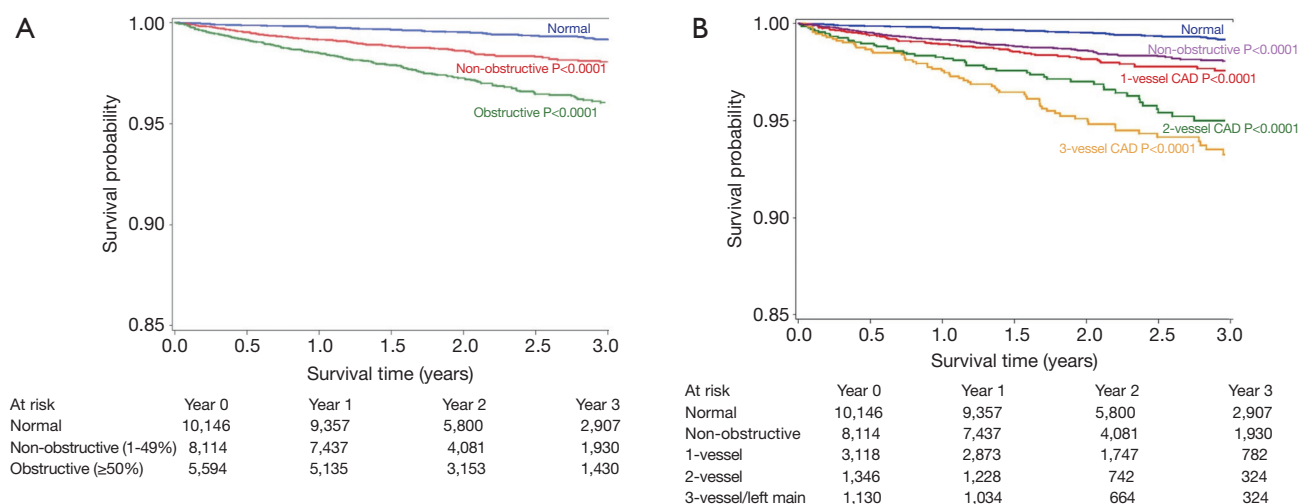 A
1.00
0.95
0.90
0.85
Survival probability
Normal
Non-obstructive P<0.0001
Obstructive P<0.0001
0.0 0.5 1.0 1.5 2.0 2.5 3.0
Survival time (years)
At risk Year 0 Year 1 Year 2 Year 3
Normal 10,146 9,357 5,800 2,907
Non-obstructive (1-49%) 8,114 7,437 4,081 1,930
Obstructive (≥50%) 5,594 5,135 3,153 1,430
B
1.00
0.95
0.90
0.85
Survival probability
Normal
Non-obstructive P<0.0001
1-vessel CAD P<0.0001
2-vessel CAD P<0.0001
3-vessel CAD P<0.0001
0.0 0.5 1.0 1.5 2.0 2.5 3.0
Survival time (years)
At risk Year 0 Year 1 Year 2 Year 3
Normal 10,146 9,357 5,800 2,907
Non-obstructive 8,114 7,437 4,081 1,930
1-vessel 3,118 2,873 1,747 782
2-vessel 1,346 1,228 742 324
3-vessel/left main 1,130 1,034 664 324